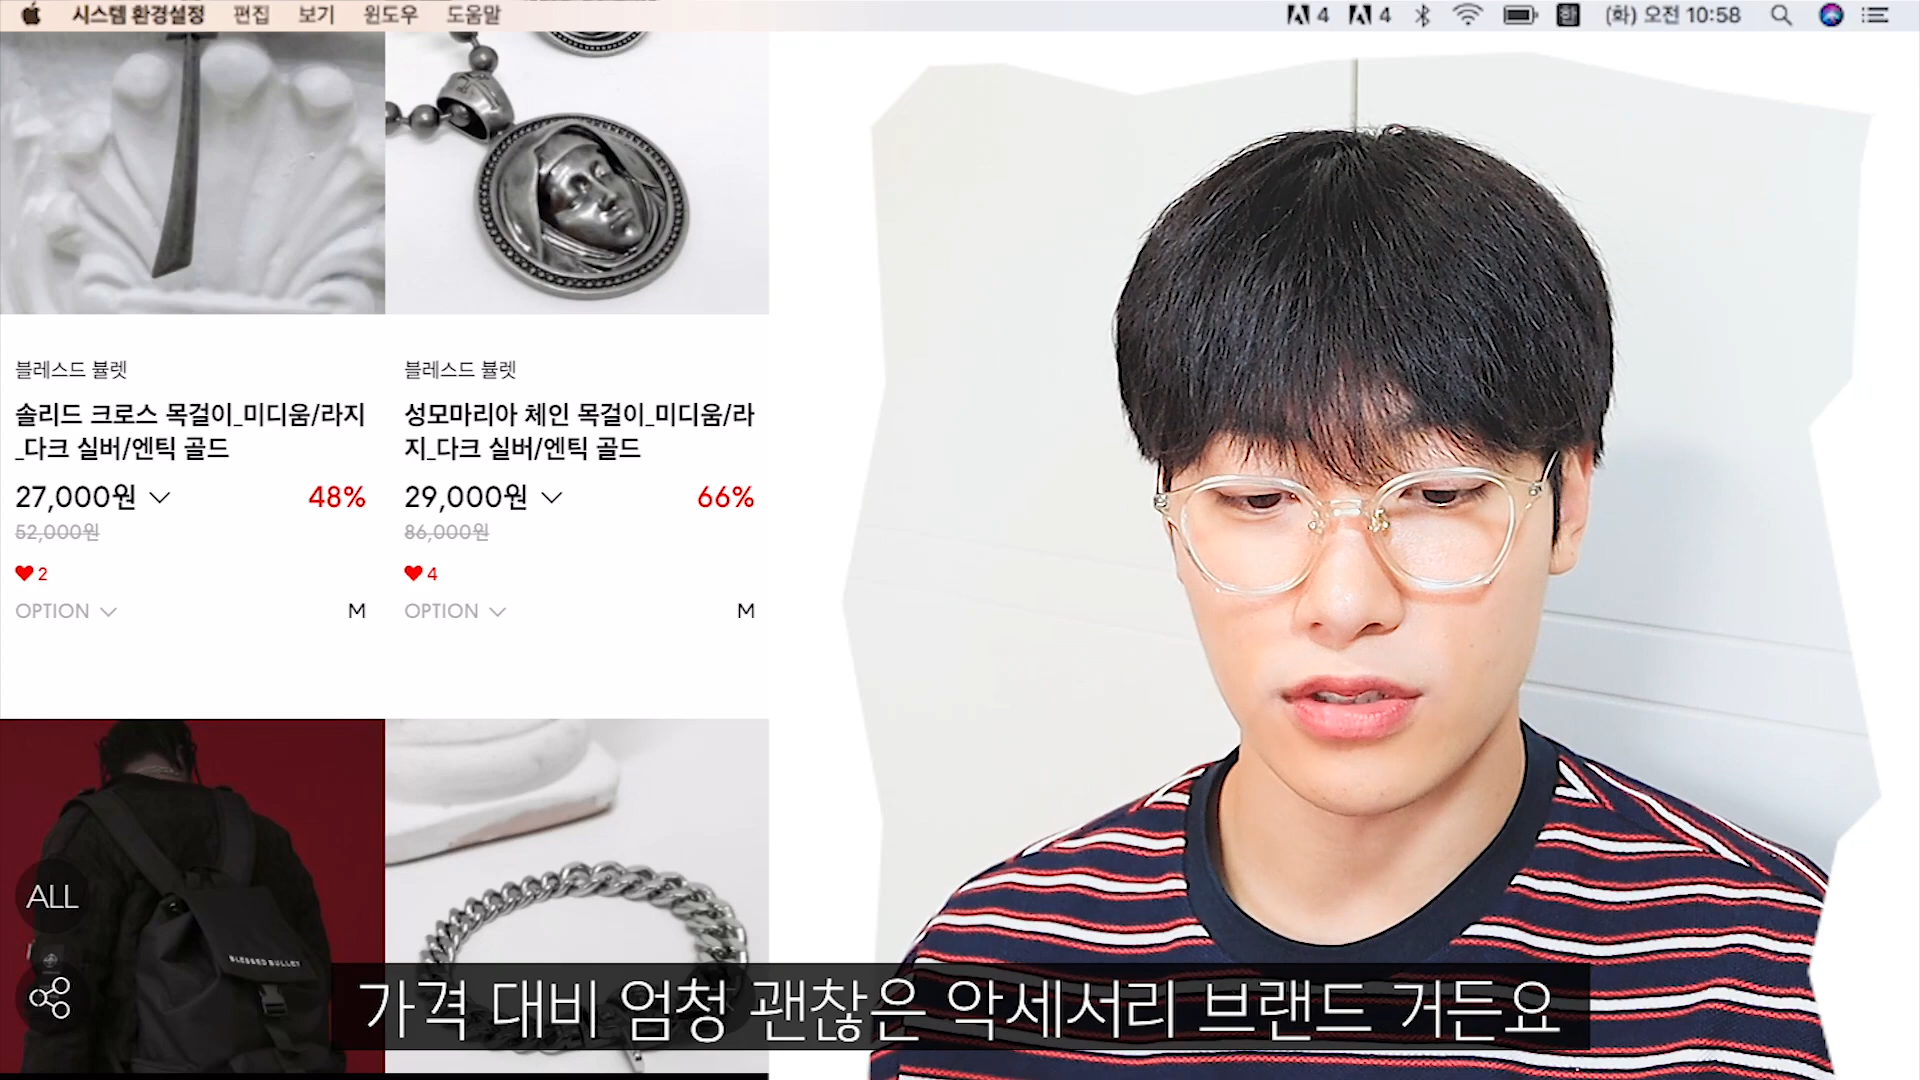 시스템 환경설정 편집 보기 윈도우 도움말
4 4 한 (화) 오전 10:58
블레스드 뷸렛
솔리드 크로스 목걸이_미디움/라지
_다크 실버/엔틱 골드
27,000원 48%
52,000원
2
OPTION M
블레스드 뷸렛
성모마리아 체인 목걸이_미디움/라
지_다크 실버/엔틱 골드
29,000원 66%
86,000원
4
OPTION M
ALL
BLESSED BULLET
가격 대비 엄청 괜찮은 악세서리 브랜드 거든요